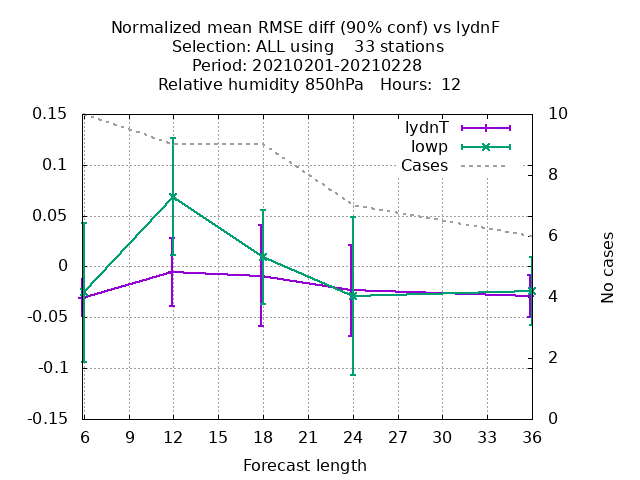 Normalized mean RMSE diff (90% conf) vs lydnF
Selection: ALL using    33 stations
Period: 20210201-20210228
Relative humidity 850hPa   Hours:  12
lydnT
lowp
Cases
0.15
0.1
0.05
0
-0.05
-0.1
-0.15
10
8
6
4
2
0
No cases
6 9 12 15 18 21 24 27 30 33 36
Forecast length